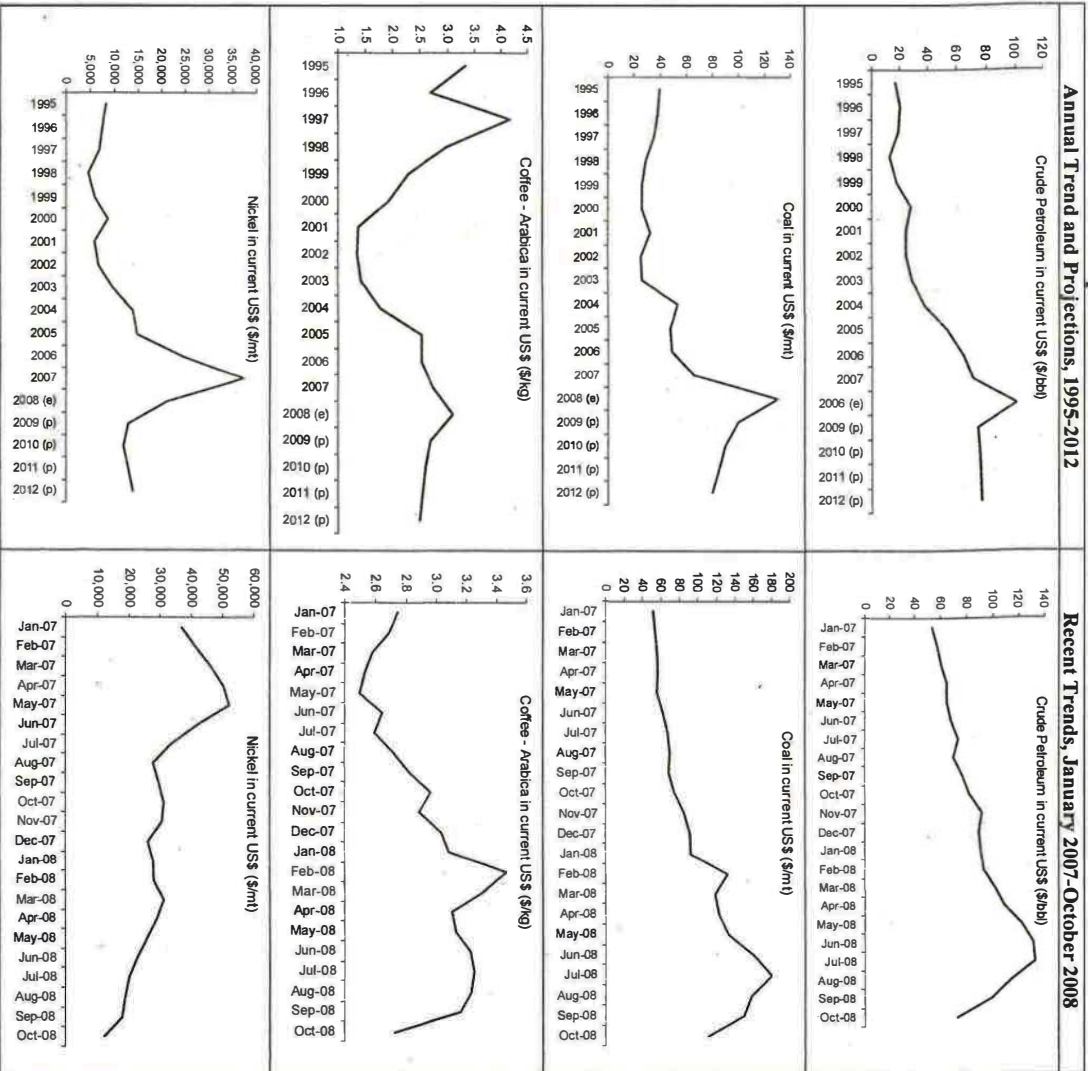 Annual Trend and Projections, 1995-2012
Recent Trends, January 2007-October 2008
Crude Petroleum in current US$ ($/bbl)
120
100
80
60
40
20
0
1995
1996
1997
1998
1999
2000
2001
2002
2003
2004
2005
2006
2007
2006 (e)
2009 (p)
2010 (p)
2011 (p)
2012 (p)
Crude Petroleum in current US$ ($/bbl)
140
120
100
80
60
40
20
0
Jan-07
Feb-07
Mar-07
Apr-07
May-07
Jun-07
Jul-07
Aug-07
Sep-07
Oct-07
Nov-07
Dec-07
Jan-08
Feb-08
Mar-08
Apr-08
May-08
Jun-08
Jul-08
Aug-08
Sep-08
Oct-08
Coal in current US$ ($/mt)
140
120
100
80
60
40
20
0
1995
1996
1997
1998
1999
2000
2001
2002
2003
2004
2005
2006
2007
2008 (e)
2009 (p)
2010 (p)
2011 (p)
2012 (p)
Coal in current US$ ($/mt)
200
180
160
140
120
100
80
60
40
20
0
Jan-07
Feb-07
Mar-07
Apr-07
May-07
Jun-07
Jul-07
Aug-07
Sep-07
Oct-07
Nov-07
Dec-07
Jan-08
Feb-08
Mar-08
Apr-08
May-08
Jun-08
Jul-08
Aug-08
Sep-08
Oct-08
Coffee - Arabica in current US$ ($/kg)
4.5
4.0
3.5
3.0
2.5
2.0
1.5
1.0
1995
1996
1997
1998
1999
2000
2001
2002
2003
2004
2005
2006
2007
2008 (e)
2009 (p)
2010 (p)
2011 (p)
2012 (p)
Coffee - Arabica in current US$ ($/kg)
3.6
3.4
3.2
3.0
2.8
2.6
2.4
Jan-07
Feb-07
Mar-07
Apr-07
May-07
Jun-07
Jul-07
Aug-07
Sep-07
Oct-07
Nov-07
Dec-07
Jan-08
Feb-08
Mar-08
Apr-08
May-08
Jun-08
Jul-08
Aug-08
Sep-08
Oct-08
Nickel in current US$ ($/mt)
40,000
35,000
30,000
25,000
20,000
15,000
10,000
5,000
0
1995
1996
1997
1998
1999
2000
2001
2002
2003
2004
2005
2006
2007
2008 (e)
2009 (p)
2010 (p)
2011 (p)
2012 (p)
Nickel in current US$ ($/mt)
60,000
50,000
40,000
30,000
20,000
10,000
0
Jan-07
Feb-07
Mar-07
Apr-07
May-07
Jun-07
Jul-07
Aug-07
Sep-07
Oct-07
Nov-07
Dec-07
Jan-08
Feb-08
Mar-08
Apr-08
May-08
Jun-08
Jul-08
Aug-08
Sep-08
Oct-08